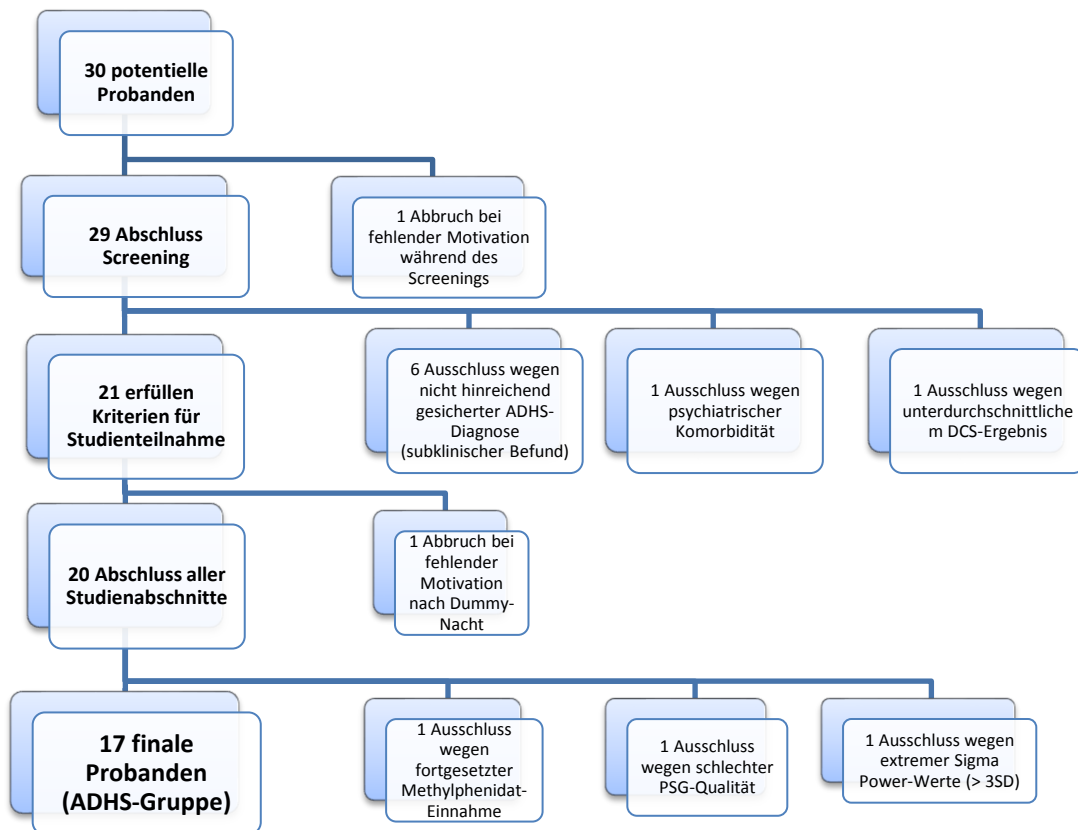 30 potentielle
Probanden
29 Abschluss
Screening
1 Abbruch bei
fehlender Motivation
während des
Screenings
21 erfüllen
Kriterien für
Studienteilnahme
6 Ausschluss wegen
nicht hinreichend
gesicherter ADHS-
Diagnose
(subklinischer Befund)
1 Ausschluss wegen
psychiatrischer
Komorbidität
1 Ausschluss wegen
unterdurchschnittliche
m DCS-Ergebnis
20 Abschluss aller
Studienabschnitte
1 Abbruch bei
fehlender
Motivation
nach Dummy-
Nacht
17 finale
Probanden
(ADHS-Gruppe)
1 Ausschluss
wegen
fortgesetzter
Methylphenidat-
Einnahme
1 Ausschluss
wegen schlechter
PSG-Qualität
1 Ausschluss wegen
extremer Sigma
Power-Werte (> 3SD)